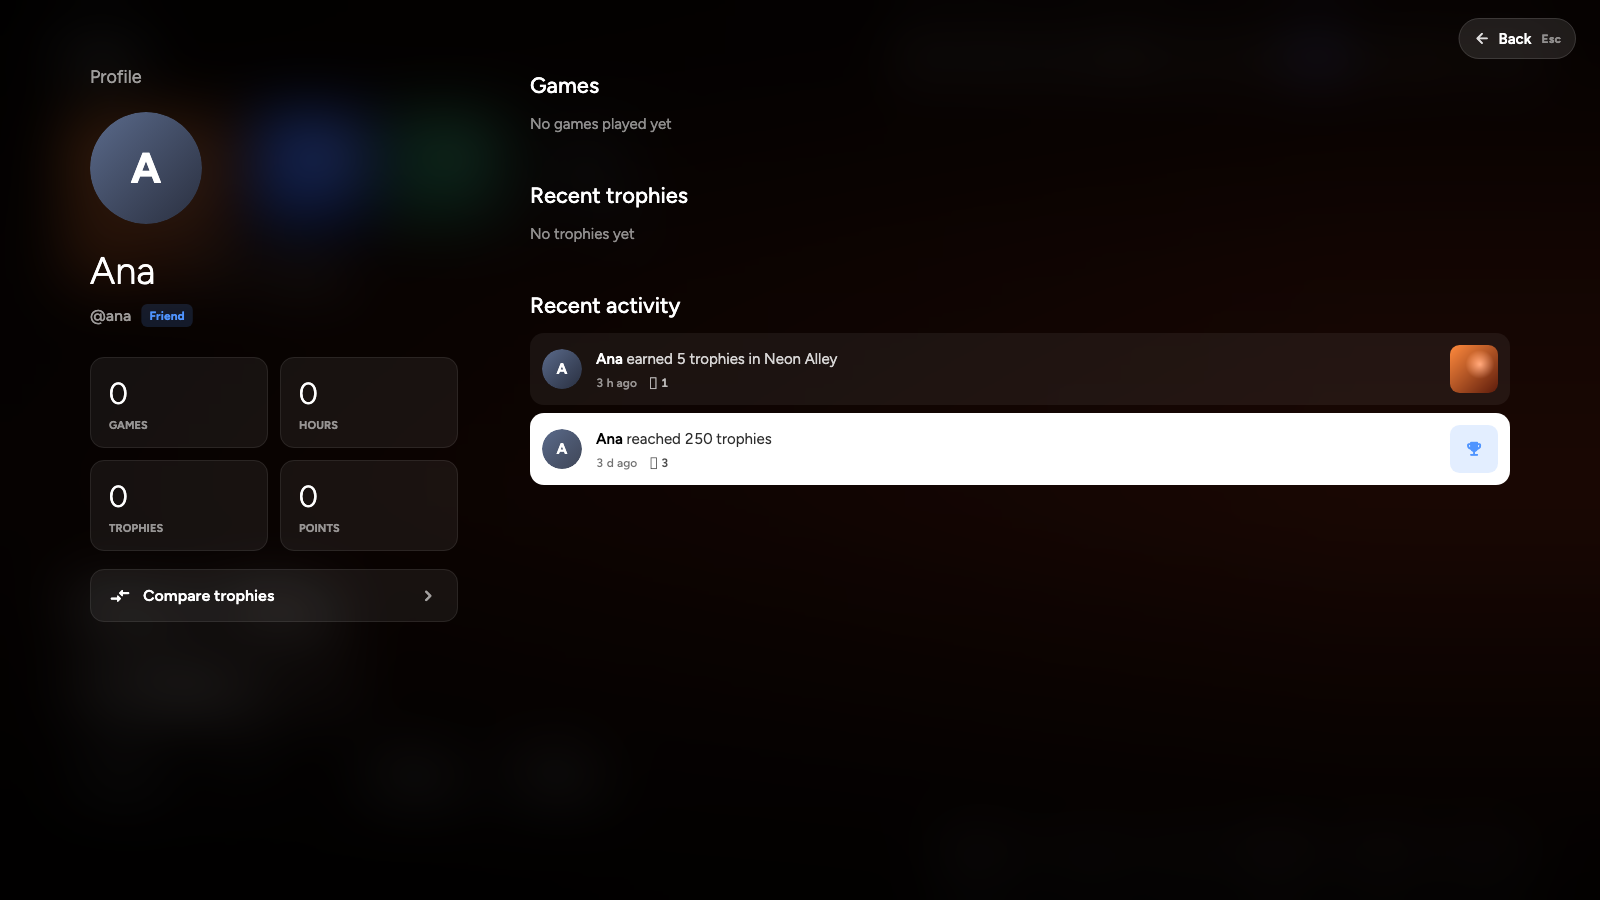 Back Esc
Profile
A
Ana
@ana Friend
0
GAMES
0
HOURS
0
TROPHIES
0
POINTS
Compare trophies
Games
No games played yet
Recent trophies
No trophies yet
Recent activity
A
Ana earned 5 trophies in Neon Alley
3 h ago 1
A
Ana reached 250 trophies
3 d ago 3